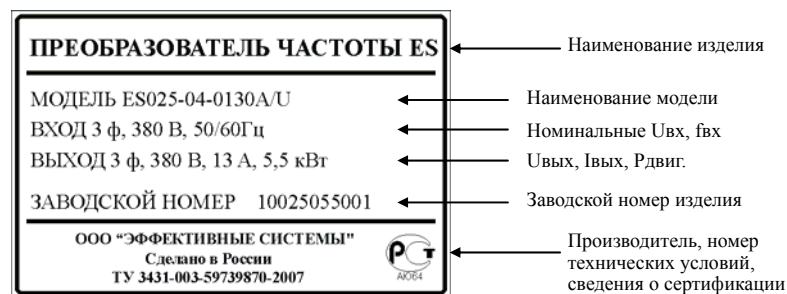 ПРЕОБРАЗОВАТЕЛЬ ЧАСТОТЫ ES
Наименование изделия
МОДЕЛЬ ES025-04-0130A/U
Наименование модели
ВХОД 3 ф, 380 В, 50/60Гц
Номинальные Uвх, fвх
ВЫХОД 3 ф, 380 В, 13 А, 5,5 кВт
Uвых, Iвых, Pдвиг.
ЗАВОДСКОЙ НОМЕР 10025055001
Заводской номер изделия
ООО “ЭФФЕКТИВНЫЕ СИСТЕМЫ"
Сделано в России
ТУ 3431-003-59739870-2007
РСТ
АЮ64
Производитель, номер
технических условий,
сведения о сертификации